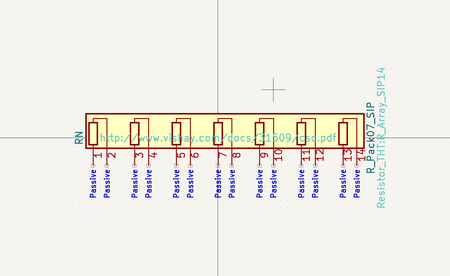 RN
http://www.vishay.com/docs/31509/csc.pdf
1 2 3 4 5 6 7 8 9 10 11 12 13 14
Passive Passive Passive Passive Passive Passive Passive Passive Passive Passive Passive Passive Passive Passive
R_Pack07_SIP
Resistor_THT:R_Array_SIP14